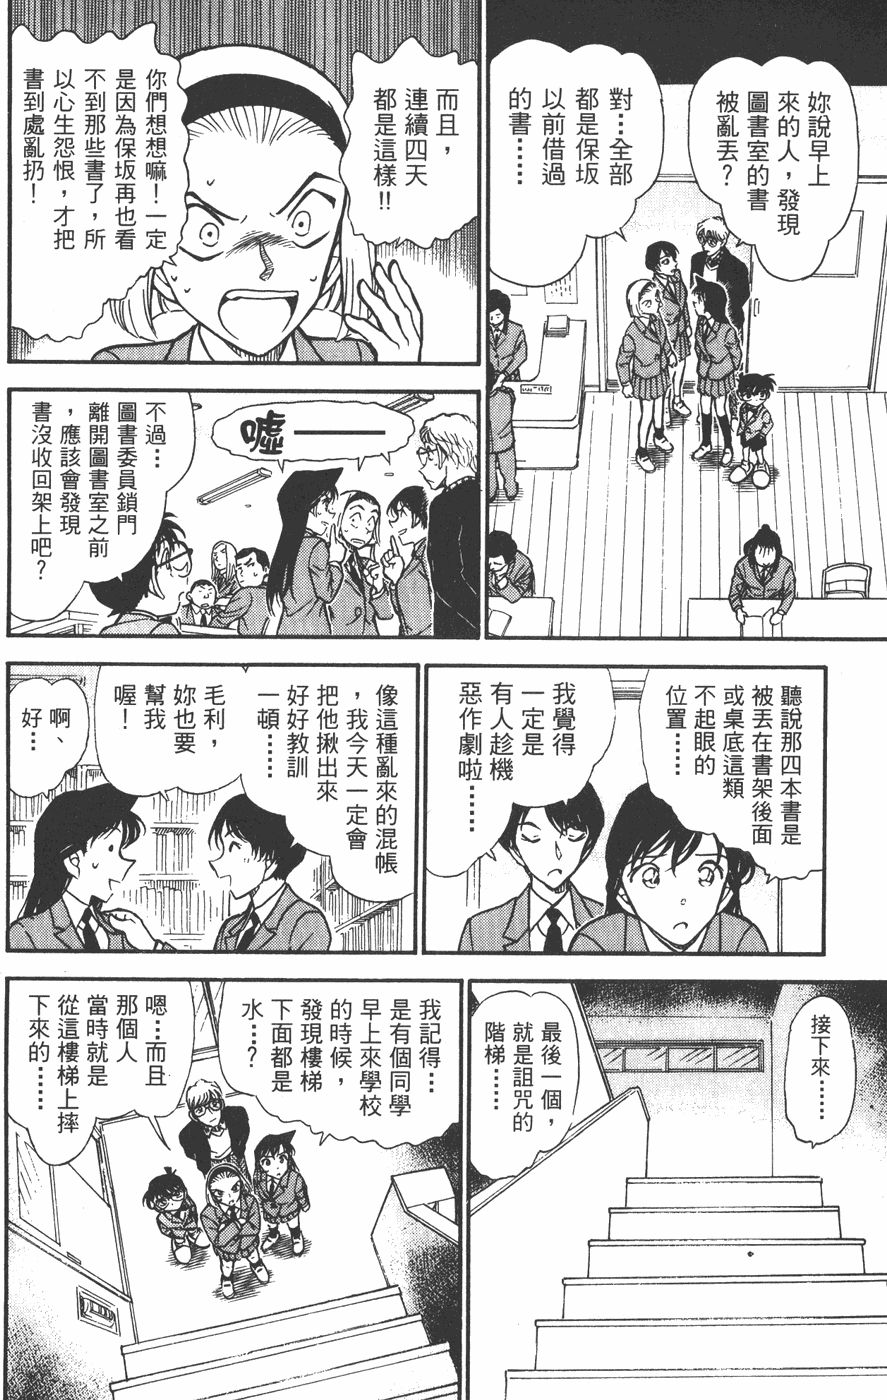 妳說早上
來的人，發現
圖書室的書
被亂丟？
對…全部
都是保坂
以前借過
的書……
而且，
連續四天
都是這樣!!
你們想想嘛！一定
是因為保坂再也看
不到那些書了，所
以心生怨恨，才把
書到處亂扔！
噓——
不過…
圖書委員鎖門
離開圖書室之前
，應該會發現
書沒收回架上吧？
聽說那四本書是
被丟在書架後面
或桌底這類
不起眼的
位置……
我覺得
一定是
有人趁機
惡作劇啦……
像這種亂來的混帳
，我今天一定會
把他揪出來
好好教訓
一頓……
毛利，
妳也要
幫我
喔！
啊、
好…
接下來……
最後一個，
就是詛咒的
階梯……
我記得…
是有個同學
早上來學校
的時候，
發現樓梯
下面都是
水…？
嗯…而且
那個人
當時就是
從這樓梯上摔
下來的……